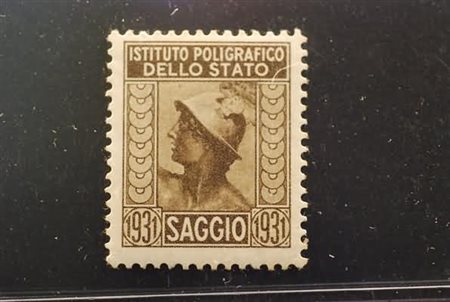 ISTITUTO POLIGRAFICO
DELLO STATO
1931 SAGGIO 1931